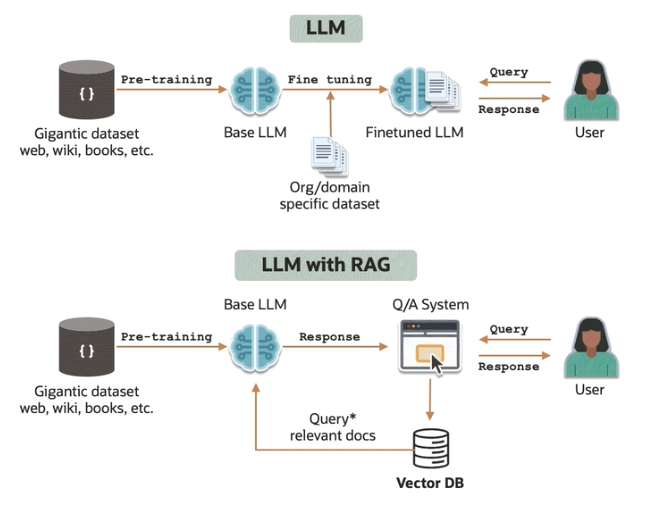 LLM
Pre-training
Fine tuning
Query
Response
{ }
Gigantic dataset
web, wiki, books, etc.
Base LLM
Finetuned LLM
User
Org/domain
specific dataset
LLM with RAG
Base LLM
Q/A System
Pre-training
Response
Query
Response
{ }
Gigantic dataset
web, wiki, books, etc.
User
Query*
relevant docs
Vector DB